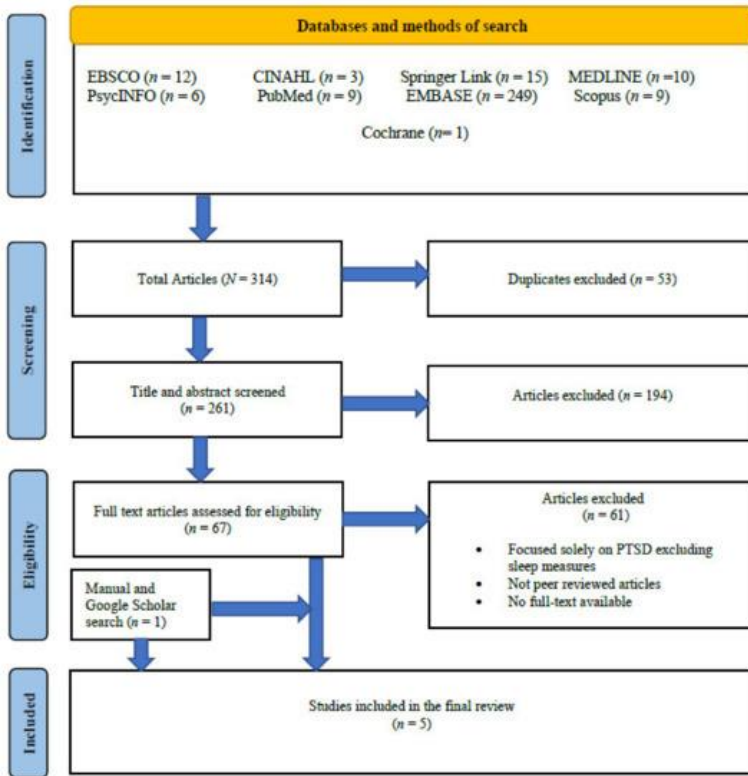 Databases and methods of search
Identification
EBSCO (n = 12) CINAHL (n = 3) Springer Link (n = 15) MEDLINE (n =10)
PsycINFO (n = 6) PubMed (n = 9) EMBASE (n = 249) Scopus (n = 9)
Cochrane (n= 1)
Screening
Total Articles (N = 314)
Duplicates excluded (n = 53)
Title and abstract screened
(n = 261)
Articles excluded (n = 194)
Eligibility
Full text articles assessed for eligibility
(n = 67)
Articles excluded
(n = 61)
• Focused solely on PTSD excluding
sleep measures
• Not peer reviewed articles
• No full-text available
Manual and
Google Scholar
search (n = 1)
Included
Studies included in the final review
(n = 5)